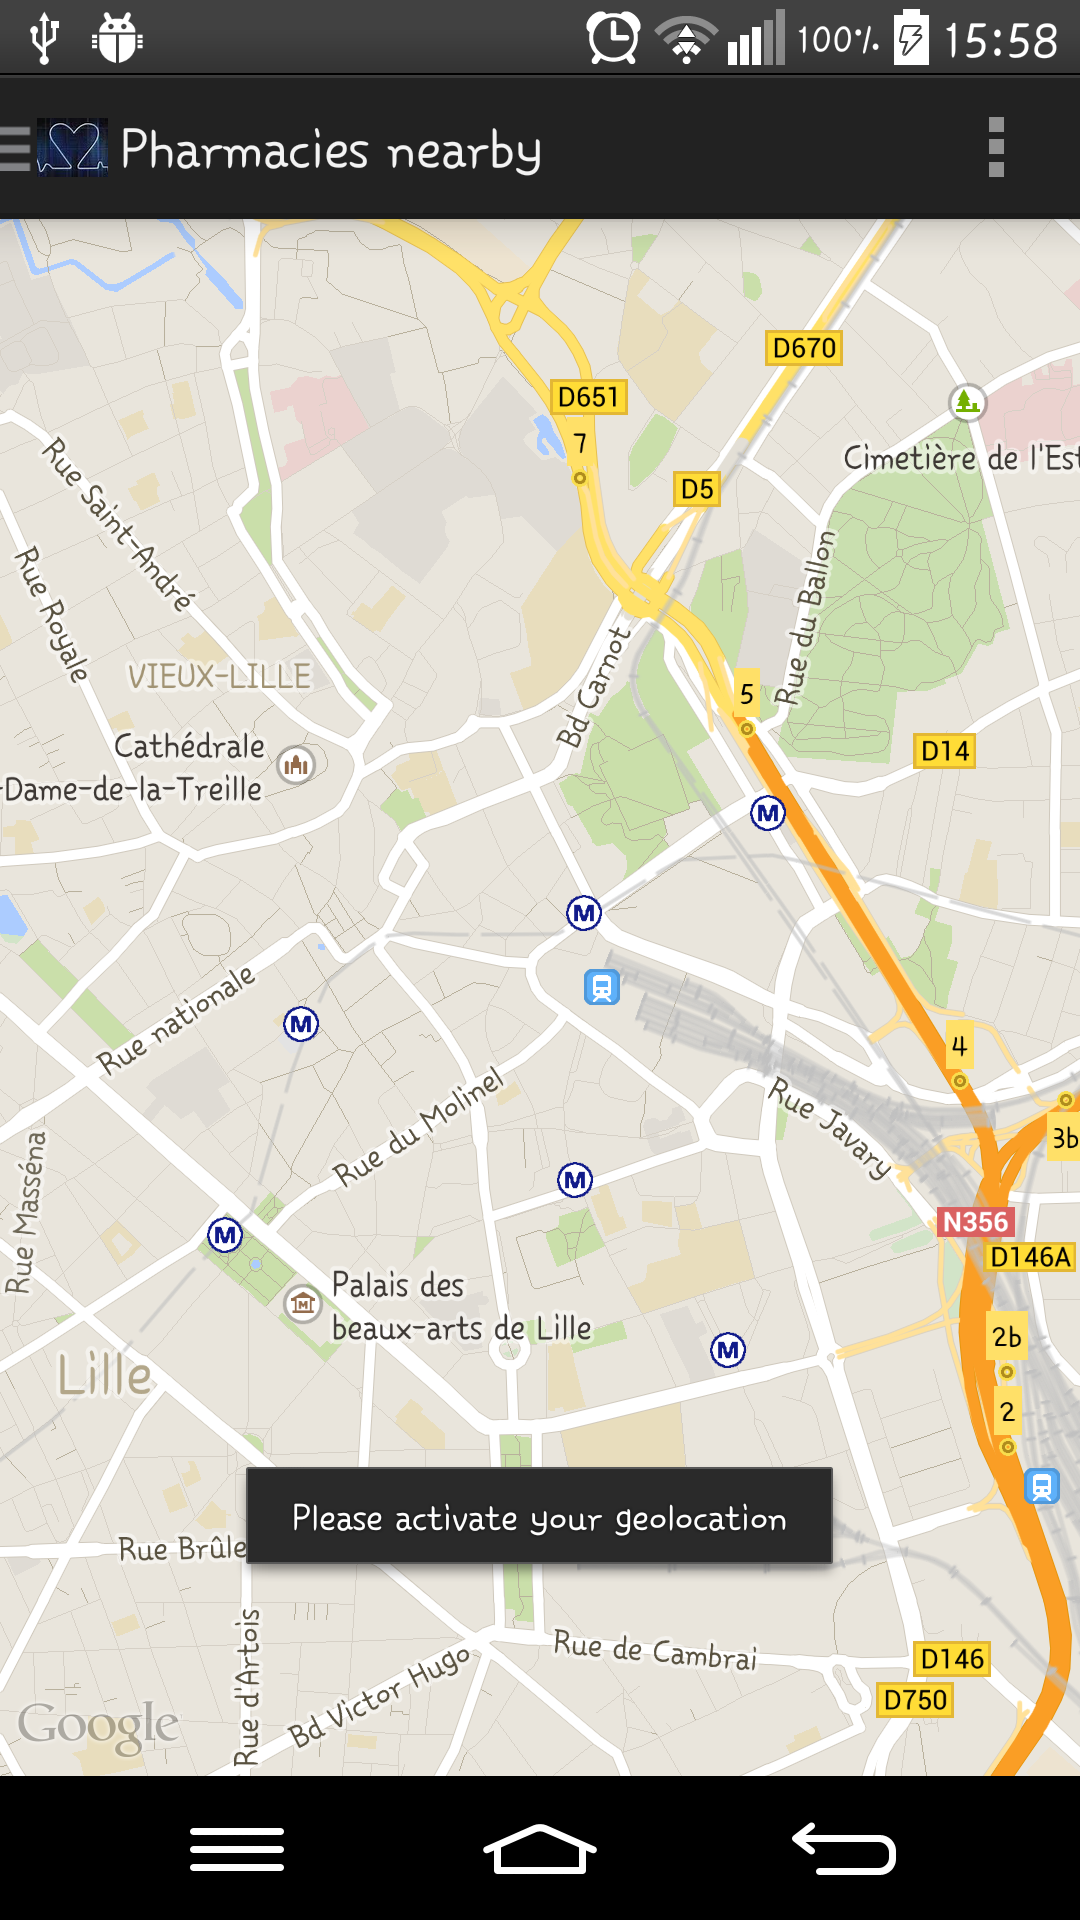 100%
15:58
Pharmacies nearby
D670
D651
7
Cimetière de l'Est
D5
Rue Saint-André
Rue Royale
Rue du Ballon
Bd Carnot
VIEUX-LILLE
5
Cathédrale
-Dame-de-la-Treille
D14
M
M
Rue nationale
M
4
Rue du Molinel
Rue Javary
3b
Rue Masséna
M
N356
M
D146A
Palais des
beaux-arts de Lille
2b
M
Lille
2
Please activate your geolocation
Rue Brûle
Rue d'Artois
Rue de Cambrai
D146
Bd Victor Hugo
D750
Google